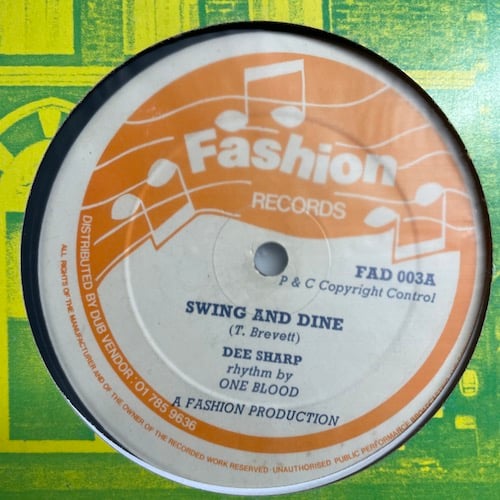 Fashion
RECORDS
FAD 003A
P & C Copyright Control
SWING AND DINE
(T. Brevett)
DEE SHARP
rhythm by
ONE BLOOD
A FASHION PRODUCTION
DISTRIBUTED BY DUB VENDOR : 01 785 9636
ALL RIGHTS OF THE MANUFACTURER AND OF THE OWNER OF THE RECORDED WORK RESERVED · UNAUTHORISED PUBLIC PERFORMANCE